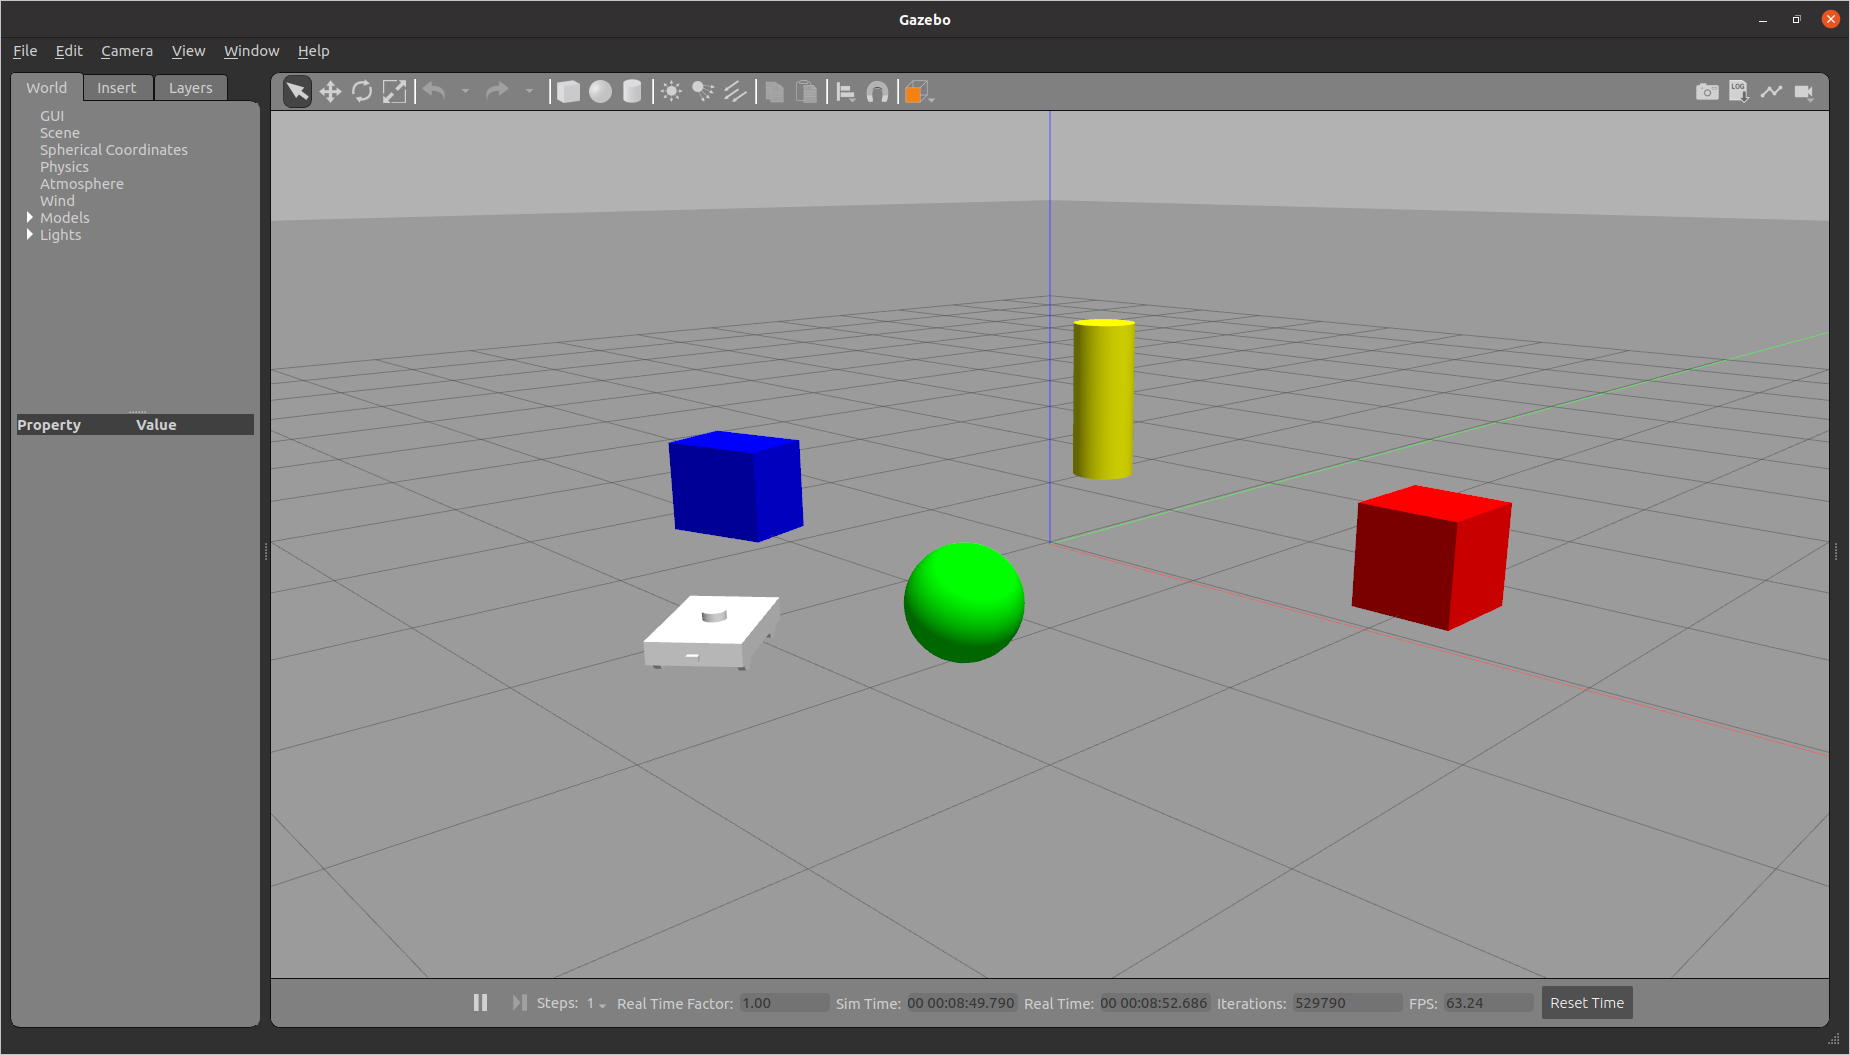 Gazebo
File Edit Camera View Window Help
World Insert Layers
LOG
GUI
Scene
Spherical Coordinates
Physics
Atmosphere
Wind
Models
Lights
Property Value
Steps: 1 Real Time Factor: 1.00 Sim Time: 00 00:08:49.790 Real Time: 00 00:08:52.686 Iterations: 529790 FPS: 63.24 Reset Time